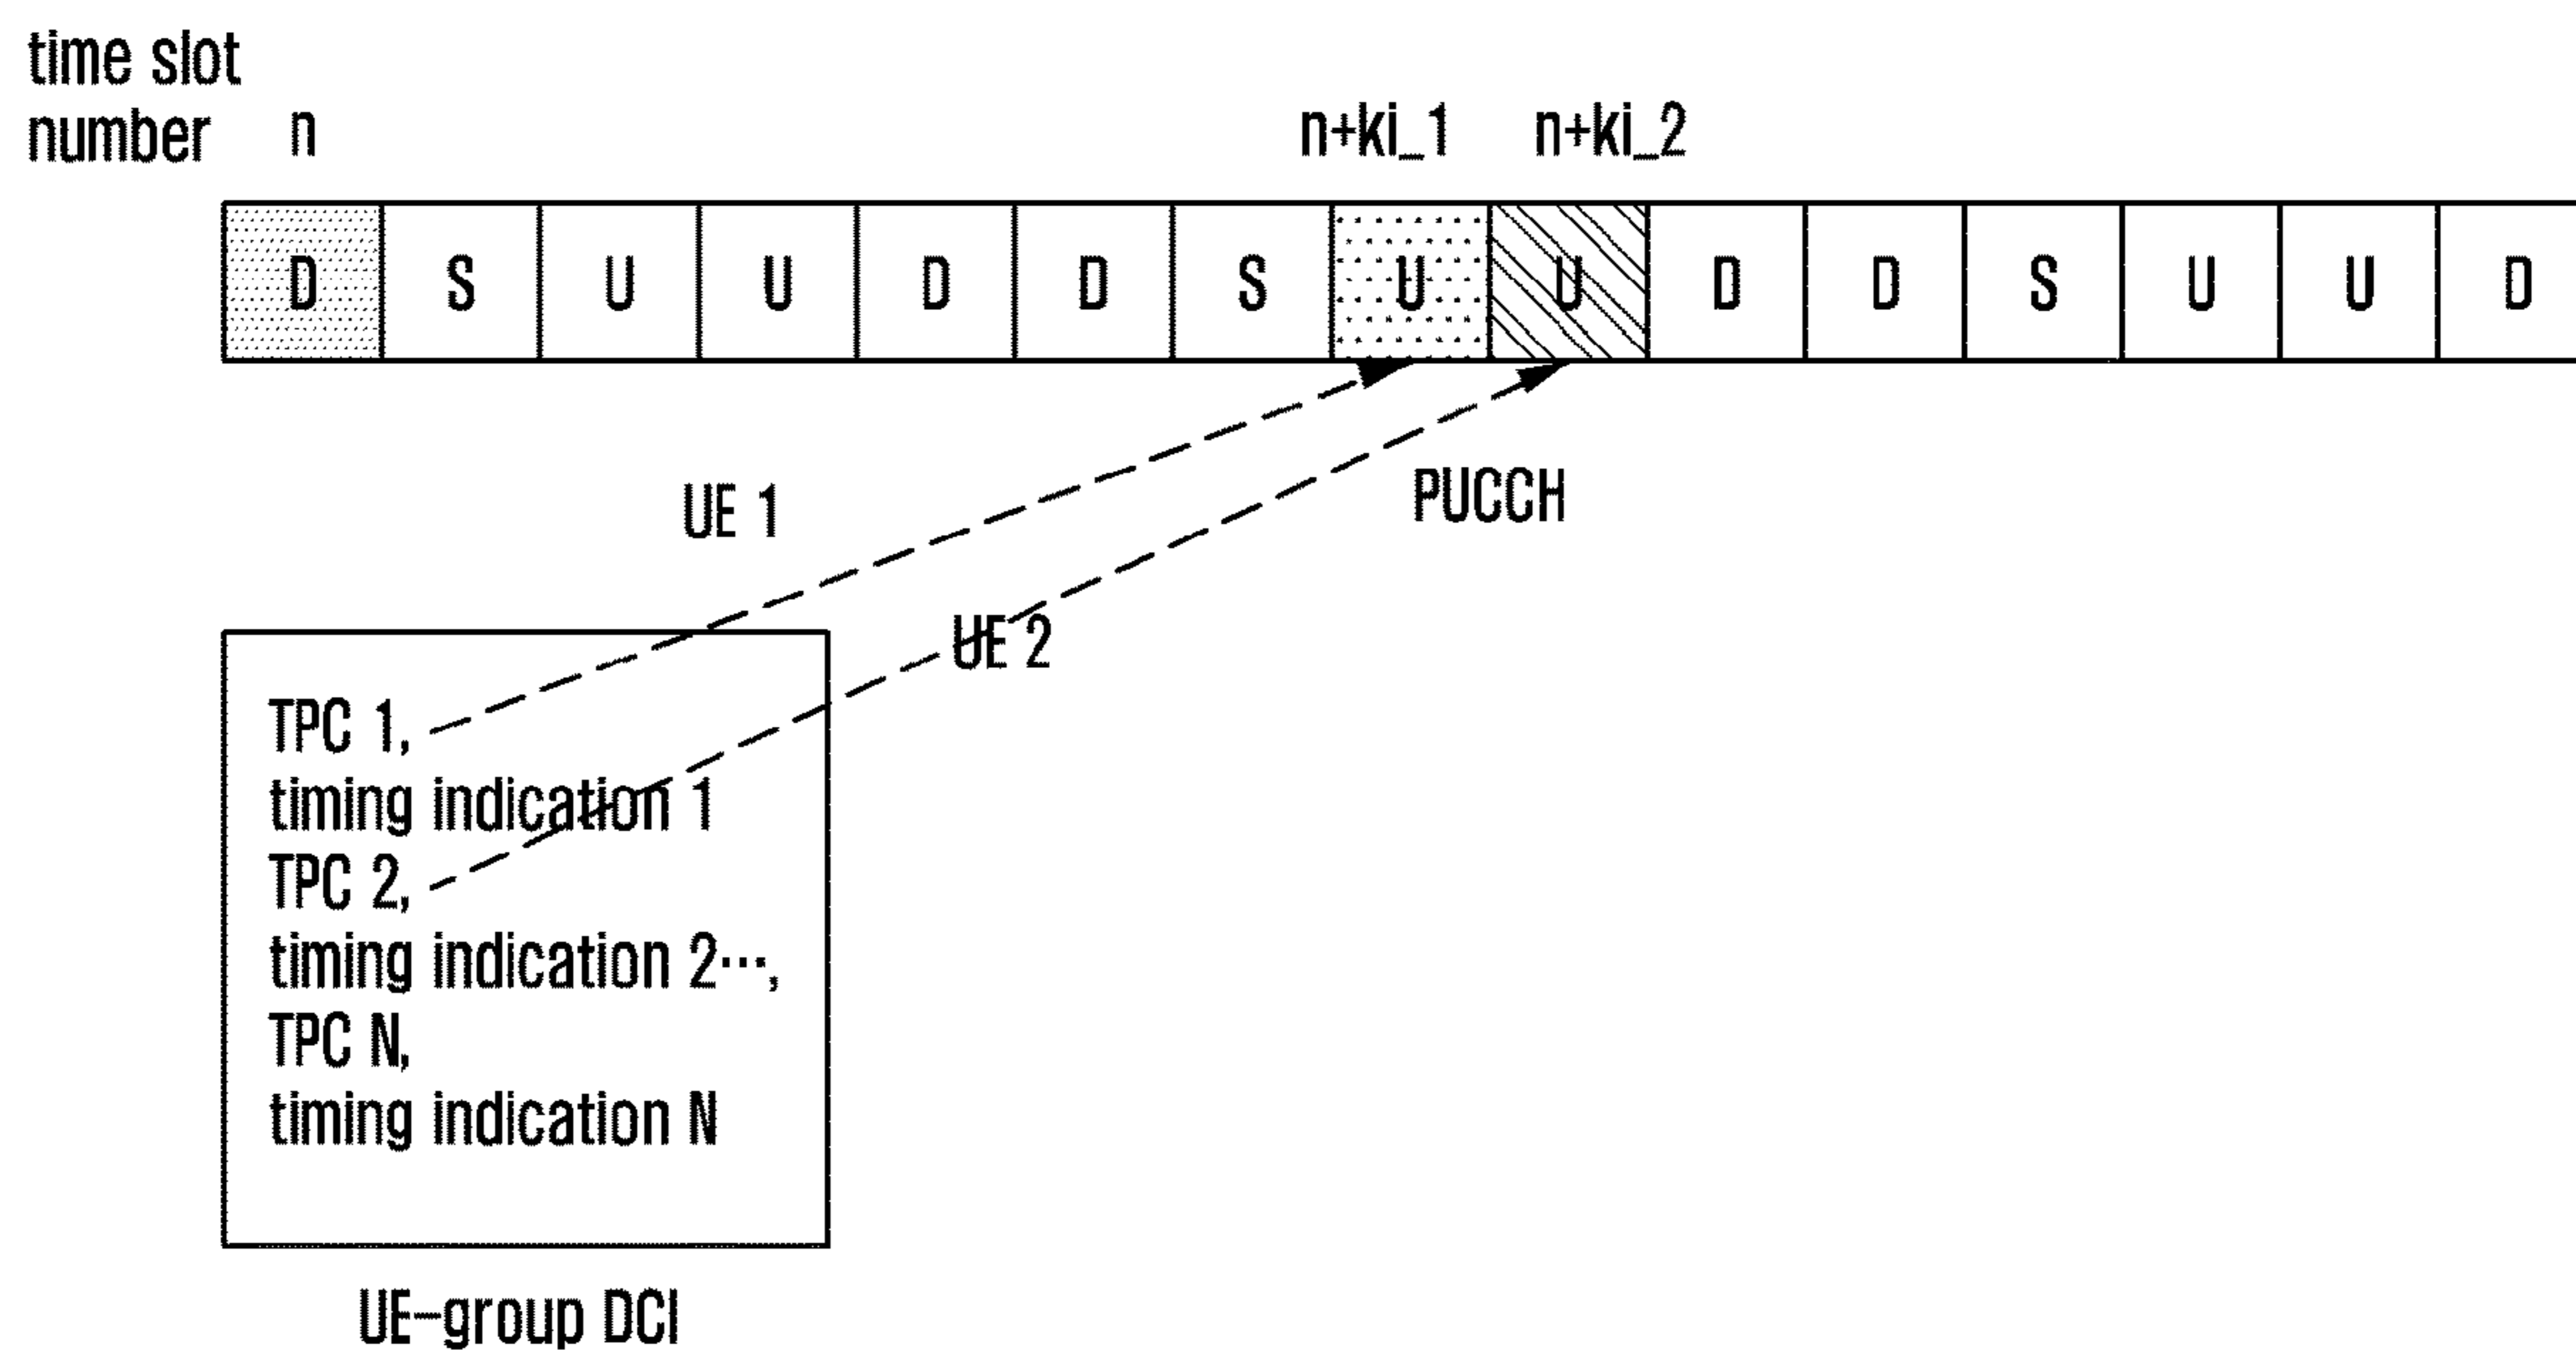 time slot
number n n+ki_1 n+ki_2
D S U U D D S U U D D S U U D
UE 1
PUCCH
UE 2
TPC 1,
timing indication 1
TPC 2,
timing indication 2···,
TPC N,
timing indication N
UE-group DCI